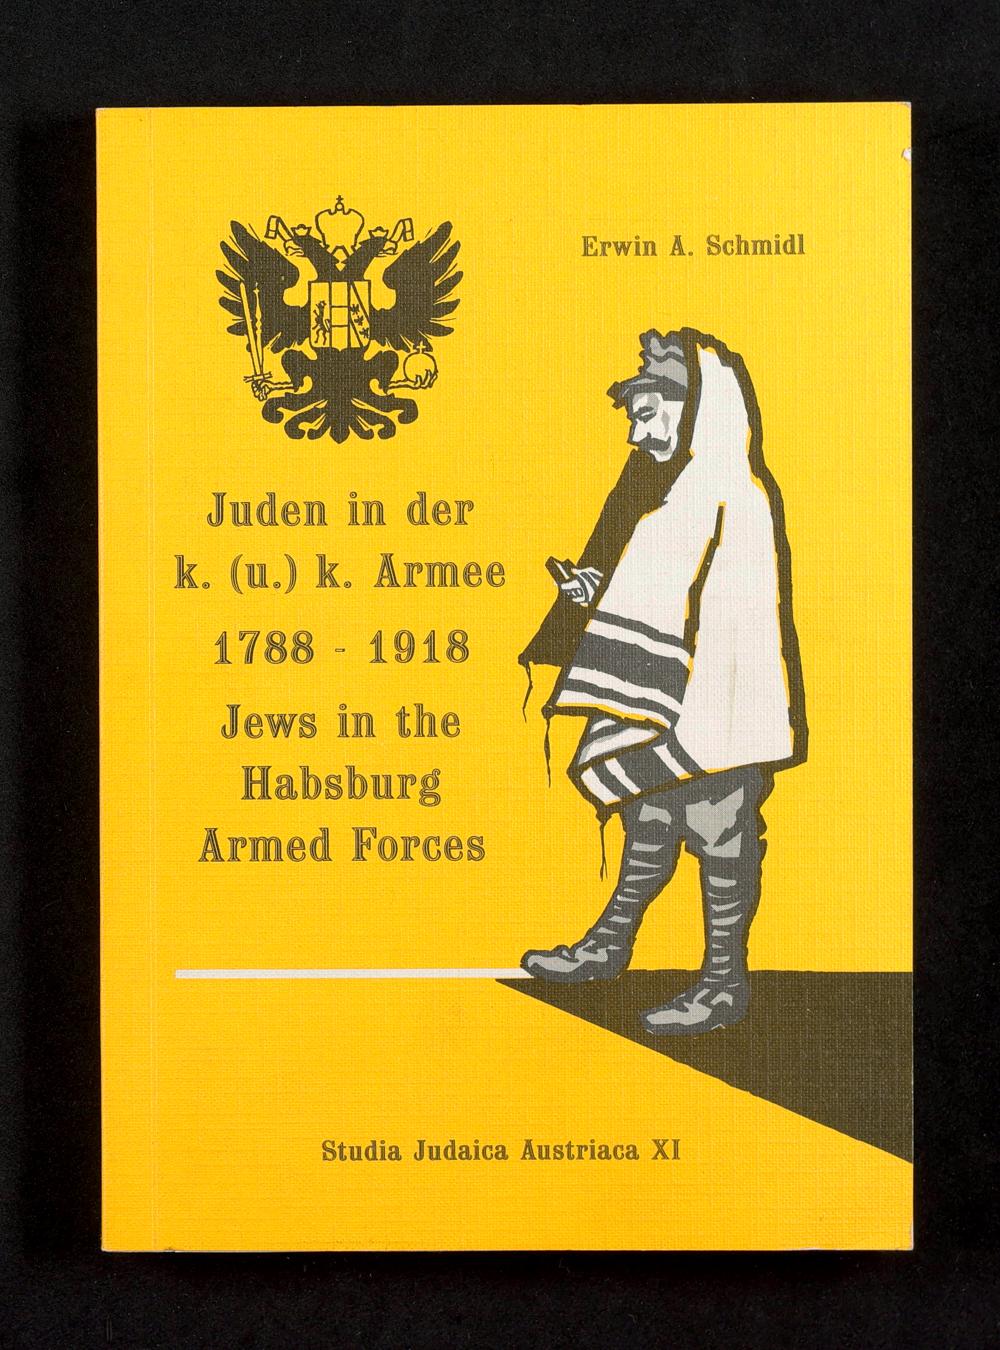 Erwin A. Schmidl
Juden in der
k. (u.) k. Armee
1788 - 1918
Jews in the
Habsburg
Armed Forces
Studia Judaica Austriaca XI